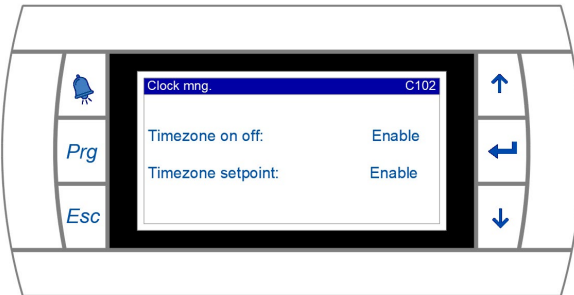 Clock mng. C102
Prg
Timezone on off: Enable
Timezone setpoint: Enable
Esc